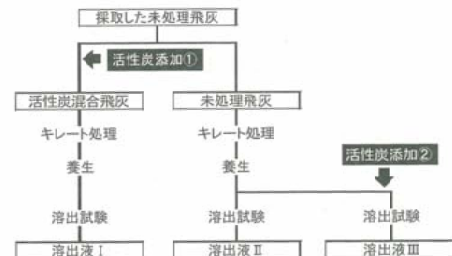 採取した未処理飛灰
活性炭添加①
活性炭混合飛灰
未処理飛灰
キレート処理
キレート処理
養生
養生
活性炭添加②
溶出試験
溶出試験
溶出試験
溶出液Ⅰ
溶出液Ⅱ
溶出液Ⅲ